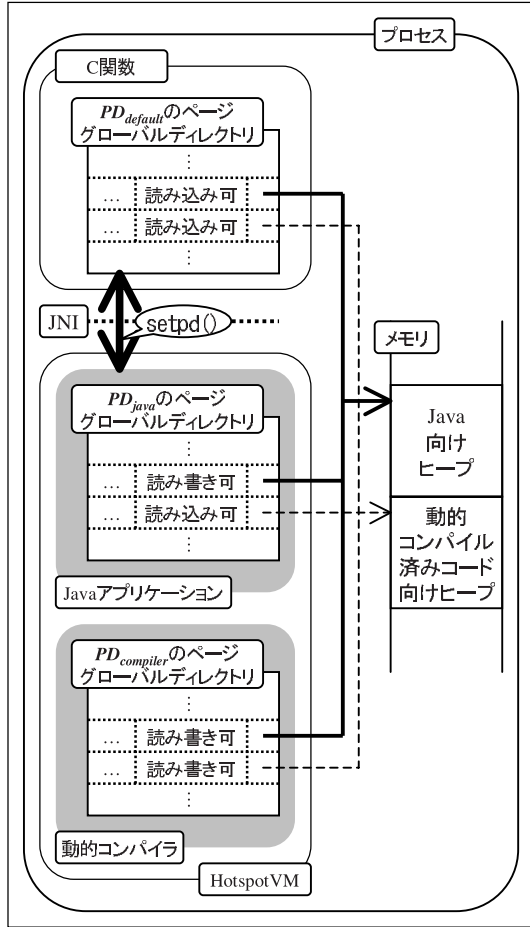 プロセス
C関数
PDdefaultのページ
グローバルディレクトリ
⋮
… 読み込み可
… 読み込み可
⋮
JNI
setpd()
メモリ
Java
向け
ヒープ
動的
コンパイル
済みコード
向けヒープ
PDjavaのページ
グローバルディレクトリ
⋮
… 読み書き可
… 読み込み可
⋮
Javaアプリケーション
PDcompilerのページ
グローバルディレクトリ
⋮
… 読み書き可
… 読み書き可
⋮
動的コンパイラ
HotspotVM